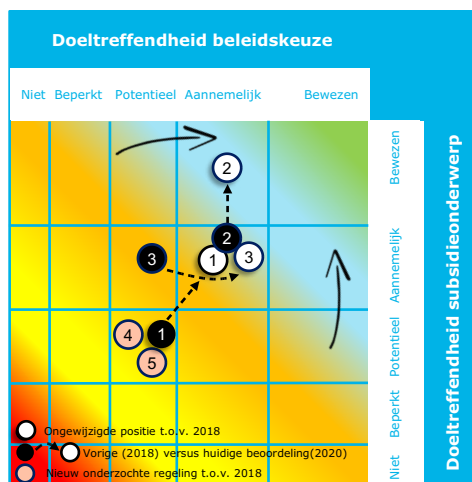 Doeltreffendheid beleidskeuze
Niet Beperkt Potentieel Aannemelijk Bewezen
2
2
1 3
3
4 1
5
Ongewijzigde positie t.o.v. 2018
Vorige (2018) versus huidige beoordeling(2020)
Nieuw onderzochte regeling t.o.v. 2018
Niet Beperkt Potentieel Aannemelijk Bewezen
Doeltreffendheid subsidieonderwerp